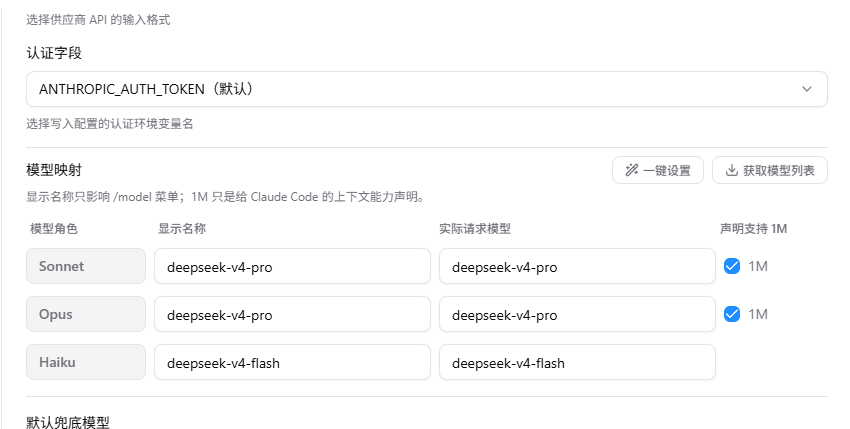 选择供应商 API 的输入格式
认证字段
ANTHROPIC_AUTH_TOKEN（默认）
选择写入配置的认证环境变量名
模型映射 一键设置 获取模型列表
显示名称只影响 /model 菜单；1M 只是给 Claude Code 的上下文能力声明。
模型角色 显示名称 实际请求模型 声明支持 1M
Sonnet deepseek-v4-pro deepseek-v4-pro 1M
Opus deepseek-v4-pro deepseek-v4-pro 1M
Haiku deepseek-v4-flash deepseek-v4-flash
默认兜底模型